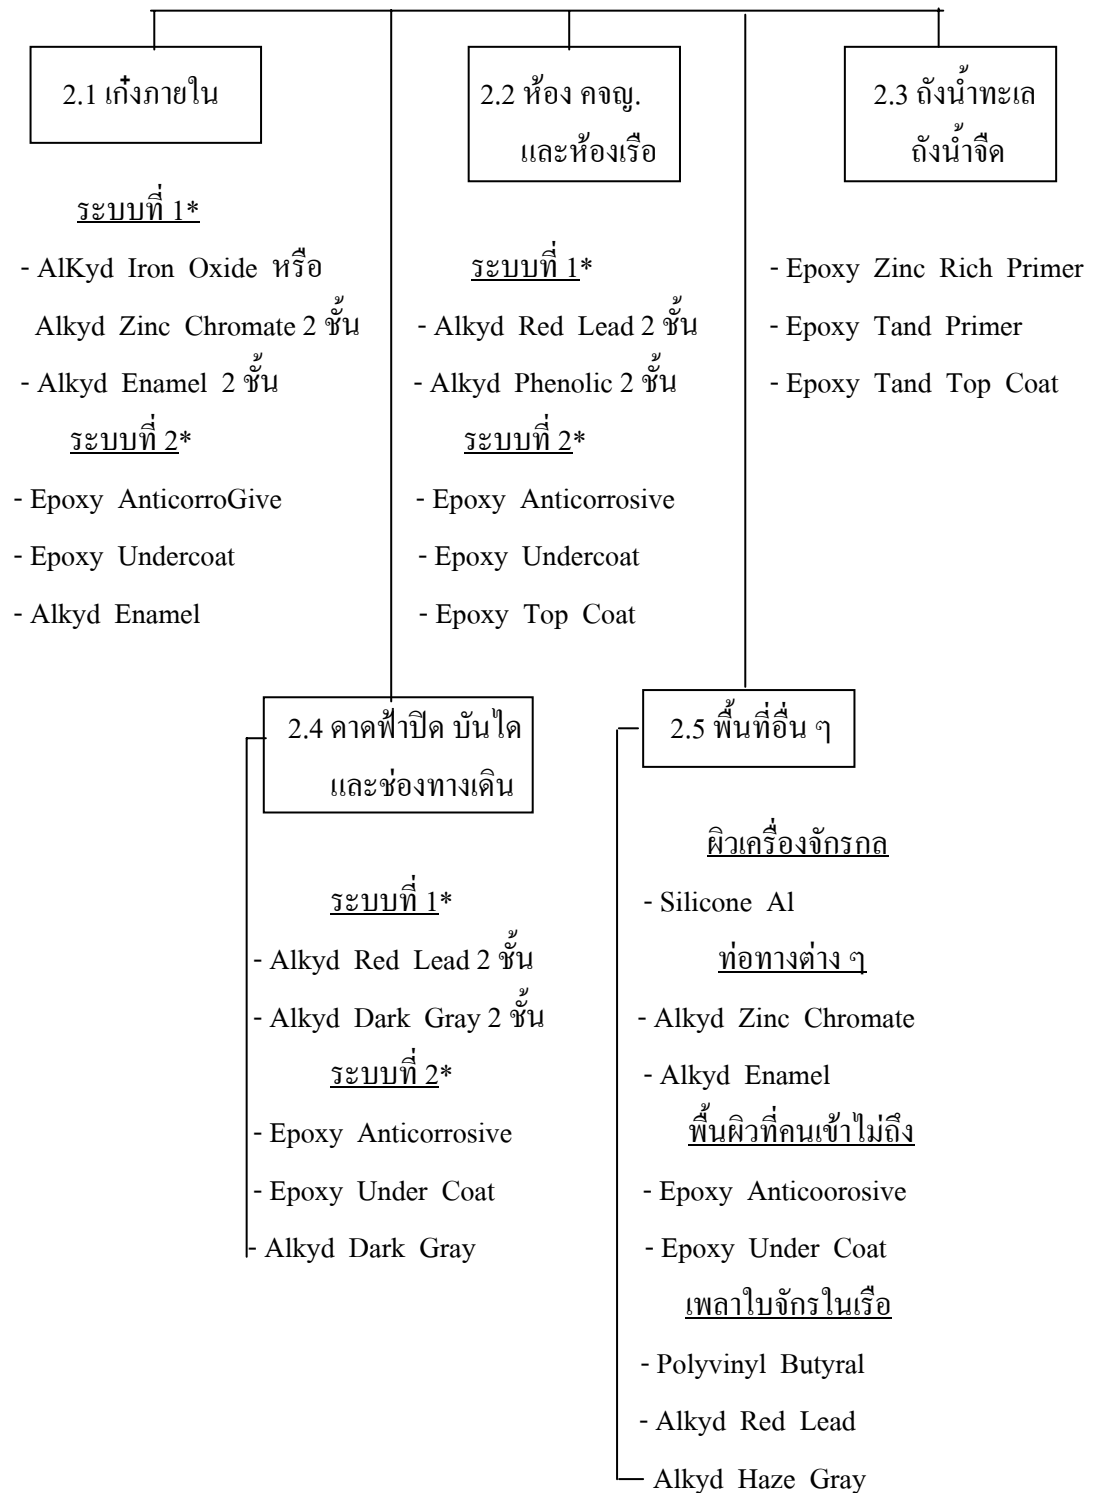 2.1 เก๋งภายใน
ระบบที่ 1*
- AlKyd Iron Oxide หรือ
Alkyd Zinc Chromate 2 ชั้น
- Alkyd Enamel 2 ชั้น
ระบบที่ 2*
- Epoxy AnticorroGive
- Epoxy Undercoat
- Alkyd Enamel
2.2 ห้อง คจญ.
และห้องเรือ
ระบบที่ 1*
- Alkyd Red Lead 2 ชั้น
- Alkyd Phenolic 2 ชั้น
ระบบที่ 2*
- Epoxy Anticorrosive
- Epoxy Undercoat
- Epoxy Top Coat
2.3 ถังน้ำทะเล
ถังน้ำจืด
- Epoxy Zinc Rich Primer
- Epoxy Tand Primer
- Epoxy Tand Top Coat
2.4 ดาดฟ้าปิด บันได
และช่องทางเดิน
ระบบที่ 1*
- Alkyd Red Lead 2 ชั้น
- Alkyd Dark Gray 2 ชั้น
ระบบที่ 2*
- Epoxy Anticorrosive
- Epoxy Under Coat
- Alkyd Dark Gray
2.5 พื้นที่อื่น ๆ
ผิวเครื่องจักรกล
- Silicone Al
ท่อทางต่าง ๆ
- Alkyd Zinc Chromate
- Alkyd Enamel
พื้นผิวที่คนเข้าไม่ถึง
- Epoxy Anticoorosive
- Epoxy Under Coat
เพลาใบจักรในเรือ
- Polyvinyl Butyral
- Alkyd Red Lead
Alkyd Haze Gray